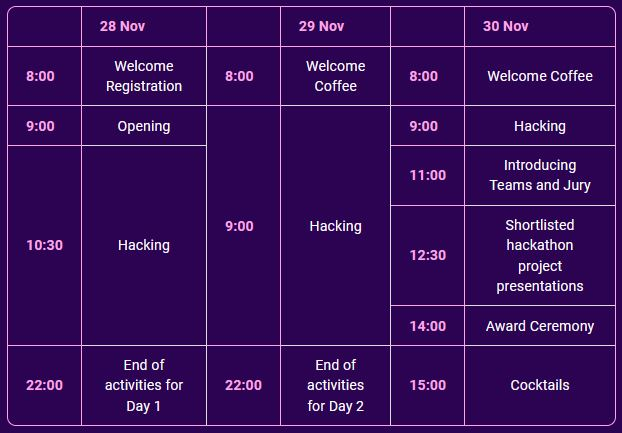 28 Nov 29 Nov 30 Nov
8:00 Welcome Registration 8:00 Welcome Coffee 8:00 Welcome Coffee
9:00 Opening 9:00 Hacking 9:00 Hacking
11:00 Introducing Teams and Jury
10:30 Hacking 12:30 Shortlisted hackathon project presentations
14:00 Award Ceremony
22:00 End of activities for Day 1 22:00 End of activities for Day 2 15:00 Cocktails